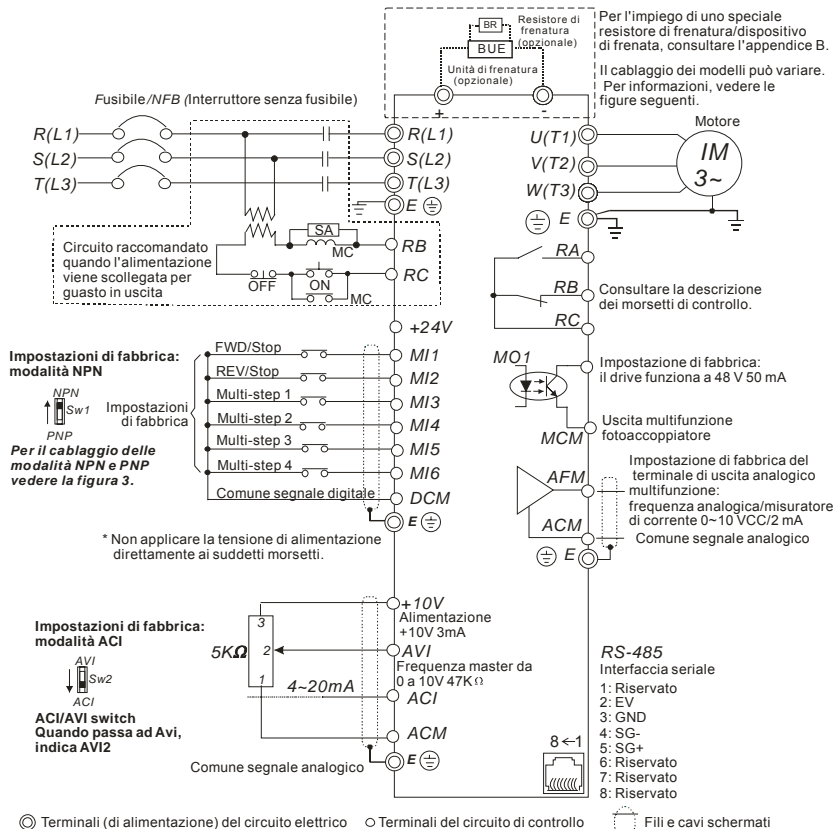 Resistore di
frenatura
(opzionale)
BR
BUE
Unità di frenatura
(opzionale)
+
-
Per l'impiego di uno speciale
resistore di frenatura/dispositivo
di frenata, consultare l'appendice B.
Il cablaggio dei modelli può variare.
Per informazioni, vedere le
figure seguenti.
Fusibile/NFB (Interruttore senza fusibile)
R(L1)
S(L2)
T(L3)
R(L1)
S(L2)
T(L3)
E
Motore
U(T1)
V(T2)
W(T3)
IM
3~
E
Circuito raccomandato
quando l'alimentazione
viene scollegata per
guasto in uscita
SA
MC
OFF
ON
MC
RB
RC
RA
RB
RC
Consultare la descrizione
dei morsetti di controllo.
+24V
Impostazioni di fabbrica:
modalità NPN
NPN
Sw1
PNP
Per il cablaggio delle
modalità NPN e PNP
vedere la figura 3.
Impostazioni
di fabbrica
FWD/Stop
REV/Stop
Multi-step 1
Multi-step 2
Multi-step 3
Multi-step 4
Comune segnale digitale
MI1
MI2
MI3
MI4
MI5
MI6
DCM
E
* Non applicare la tensione di alimentazione
direttamente ai suddetti morsetti.
MO1
Impostazione di fabbrica:
il drive funziona a 48 V 50 mA
MCM
Uscita multifunzione
fotoaccoppiatore
AFM
ACM
E
Impostazione di fabbrica del
terminale di uscita analogico
multifunzione:
frequenza analogica/misuratore
di corrente 0~10 VCC/2 mA
Comune segnale analogico
Impostazioni di fabbrica:
modalità ACI
AVI
Sw2
ACI
ACI/AVI switch
Quando passa ad Avi,
indica AVI2
5KΩ
3
2
1
4~20mA
+10V
Alimentazione
+10V 3mA
AVI
Frequenza master da
0 a 10V 47KΩ
ACI
ACM
E
Comune segnale analogico
RS-485
Interfaccia seriale
1: Riservato
2: EV
3: GND
4: SG-
5: SG+
6: Riservato
7: Riservato
8: Riservato
8←1
Terminali (di alimentazione) del circuito elettrico
Terminali del circuito di controllo
Fili e cavi schermati